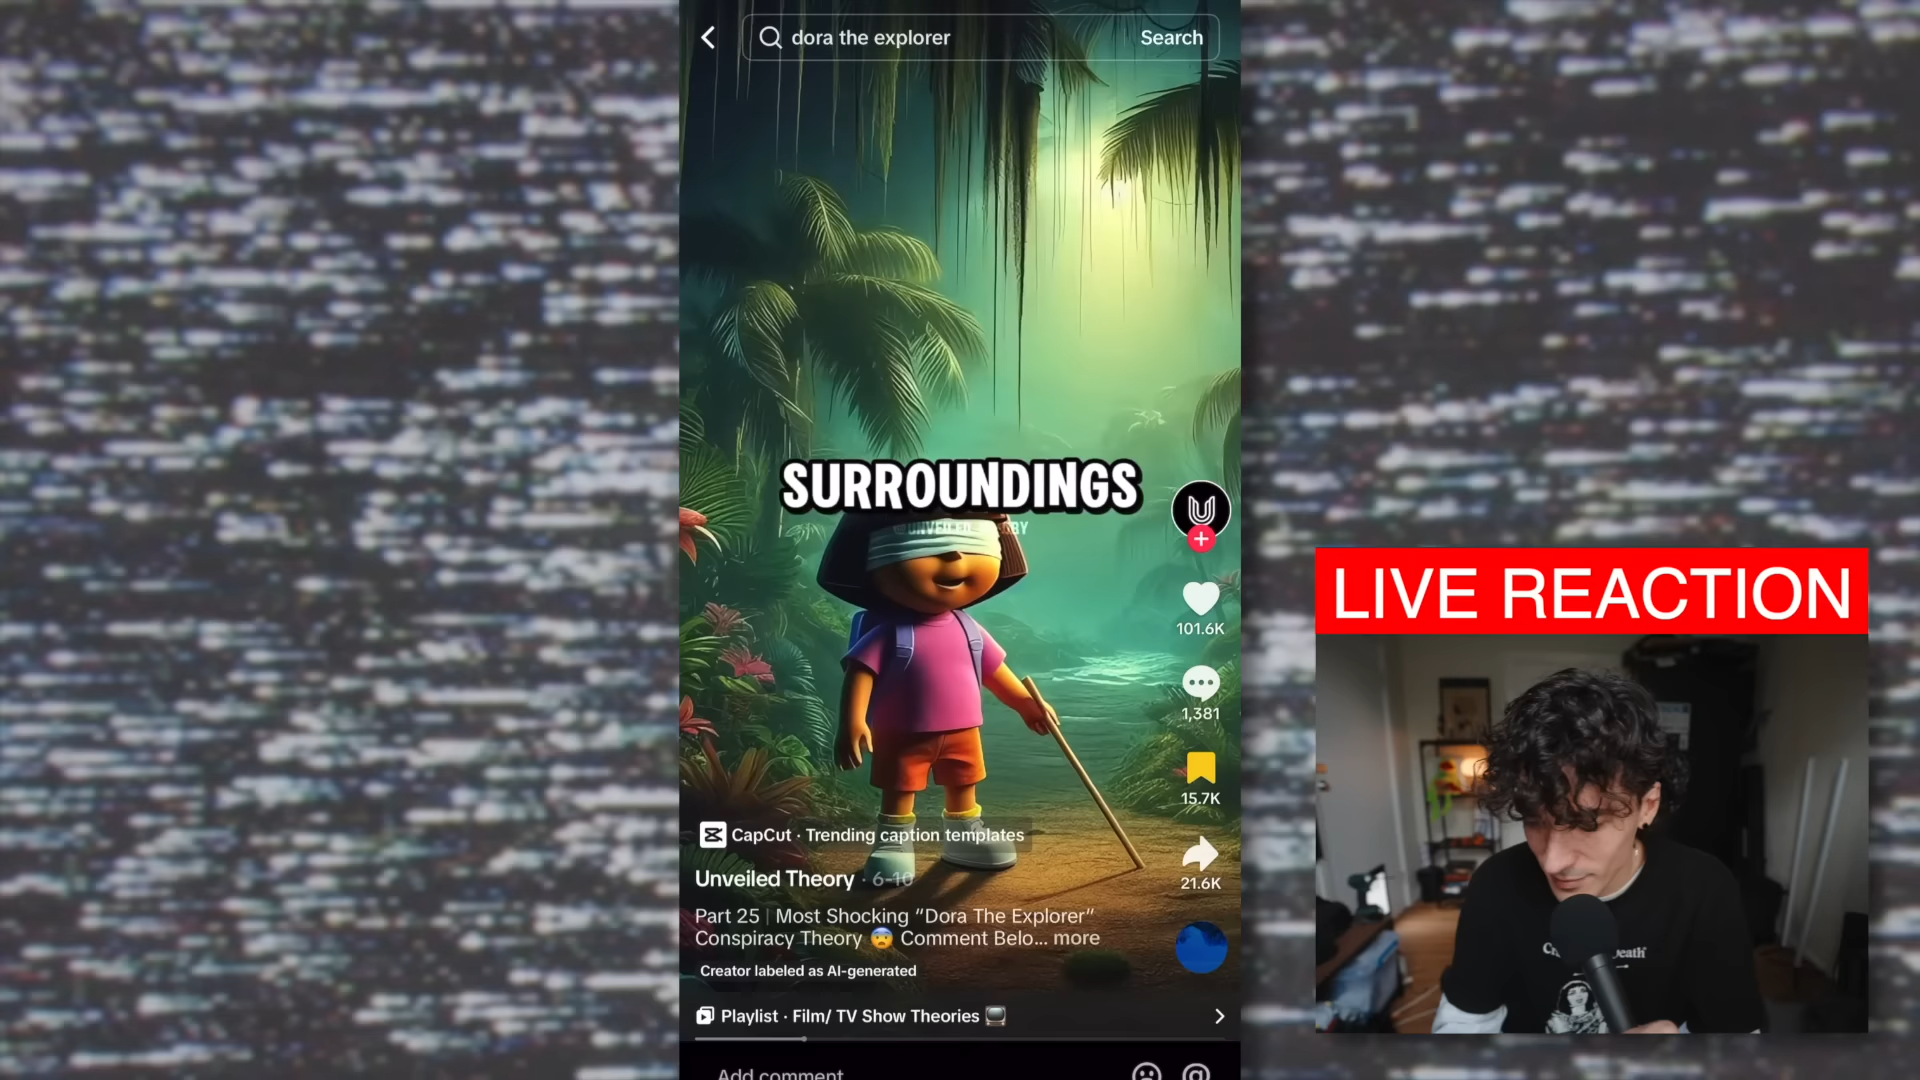 dora the explorer
Search
SURROUNDINGS
101.6K
1,381
15.7K
21.6K
CapCut · Trending caption templates
Unveiled Theory · 6-10
Part 25 | Most Shocking “Dora The Explorer”
Conspiracy Theory 😨 Comment Belo... more
Creator labeled as AI-generated
Playlist · Film/ TV Show Theories 📺
Add comment
LIVE REACTION